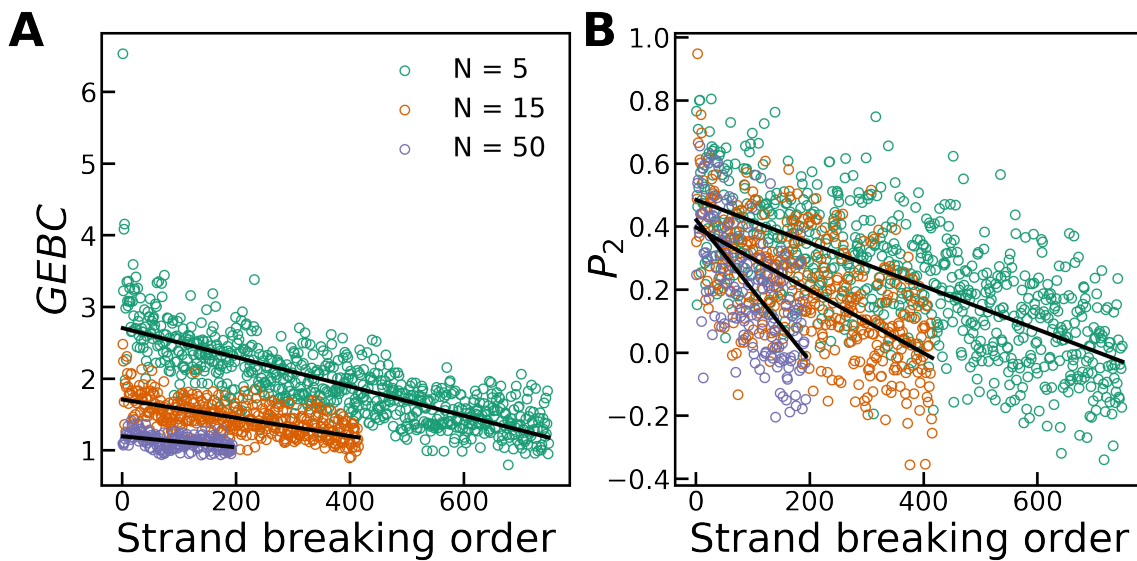 A
GEBC
6
5
4
3
2
1
0
200
400
600
Strand breaking order
N = 5
N = 15
N = 50
B
P2
1.0
0.8
0.6
0.4
0.2
0.0
−0.2
−0.4
0
200
400
600
Strand breaking order